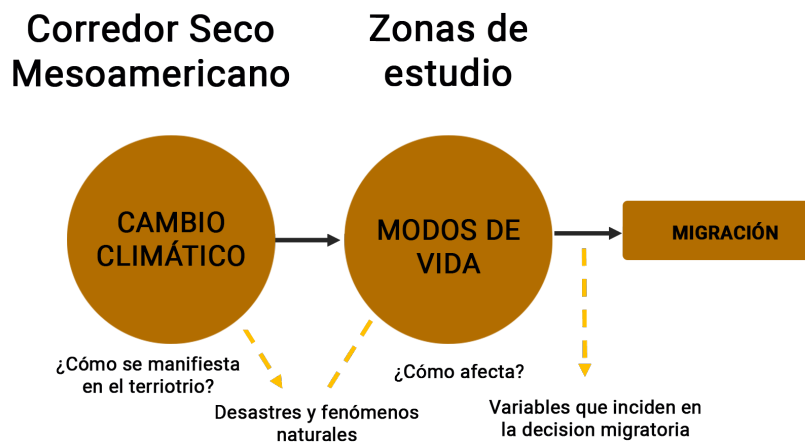 Corredor Seco
Mesoamericano
Zonas de
estudio
CAMBIO
CLIMÁTICO
MODOS DE
VIDA
MIGRACIÓN
¿Cómo se manifiesta
en el terriotrio?
¿Cómo afecta?
Desastres y fenómenos
naturales
Variables que inciden en
la decision migratoria